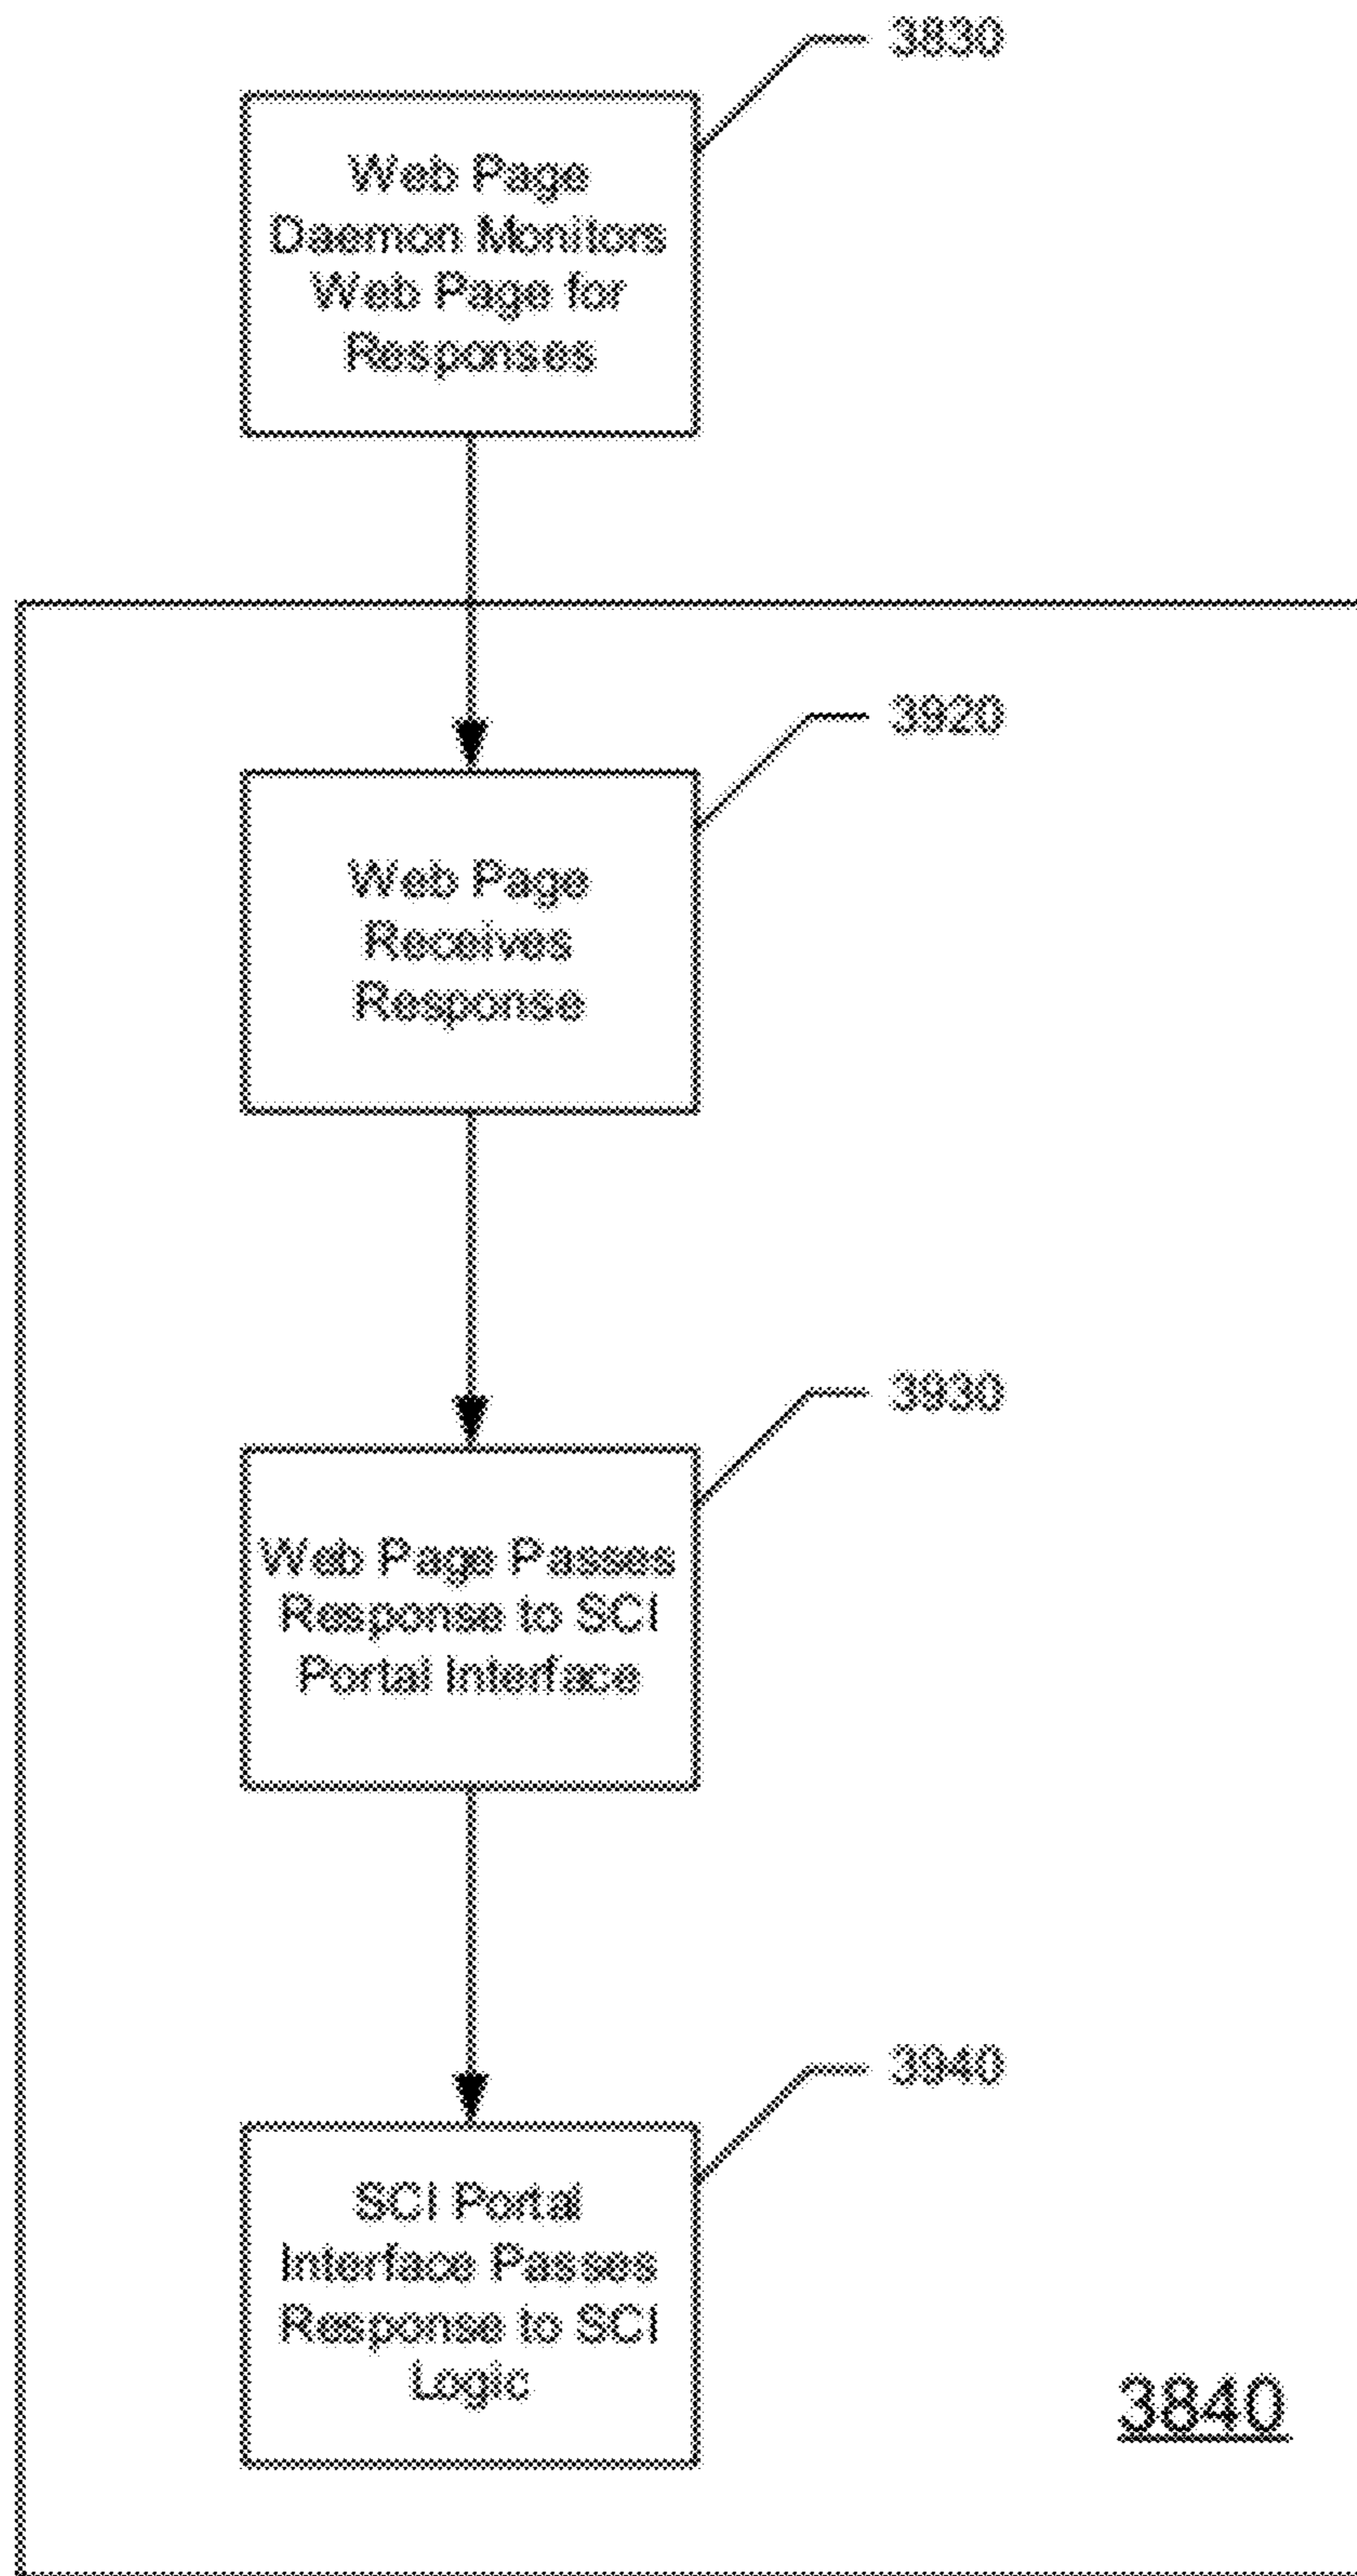 3830
Web Page
Daemon Monitors
Web Page for
Responses
3920
Web Page
Receives
Response
3930
Web Page Passes
Response to SCI
Portal Interface
3940
SCI Portal
Interface Passes
Response to SCI
Logic
3840